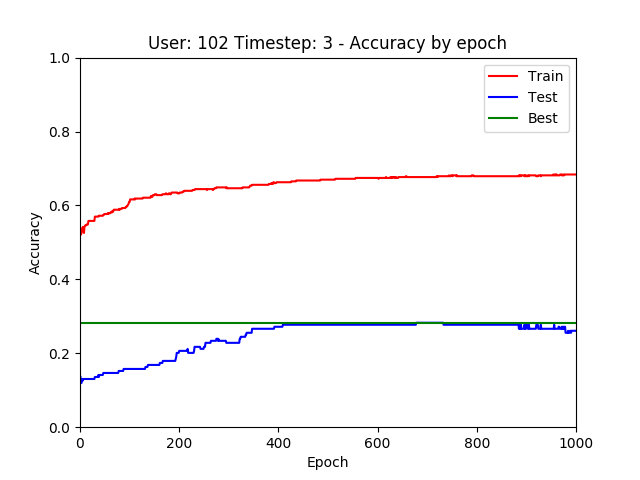 User: 102 Timestep: 3 - Accuracy by epoch
Train
Test
Best
1.0
0.8
0.6
0.4
0.2
0.0
Accuracy
0 200 400 600 800 1000
Epoch